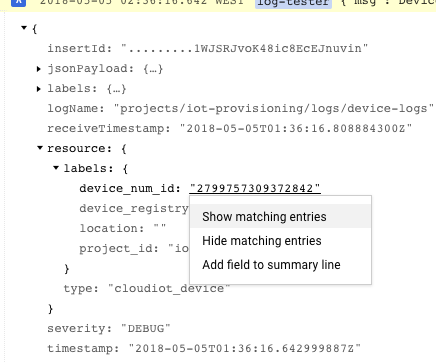 2018-05-05 02:36:16.642 WEST log-tester { msg : Devic
{
insertId: ".........1WJSRJvoK48ic8EcEJnuvin"
jsonPayload: {…}
labels: {…}
logName: "projects/iot-provisioning/logs/device-logs"
receiveTimestamp: "2018-05-05T01:36:16.808884300Z"
resource: {
labels: {
device_num_id: "2799757309372842"
device_registry
Show matching entries
location: ""
Hide matching entries
project_id: "io
Add field to summary line
}
type: "cloudiot_device"
}
severity: "DEBUG"
timestamp: "2018-05-05T01:36:16.642999887Z"